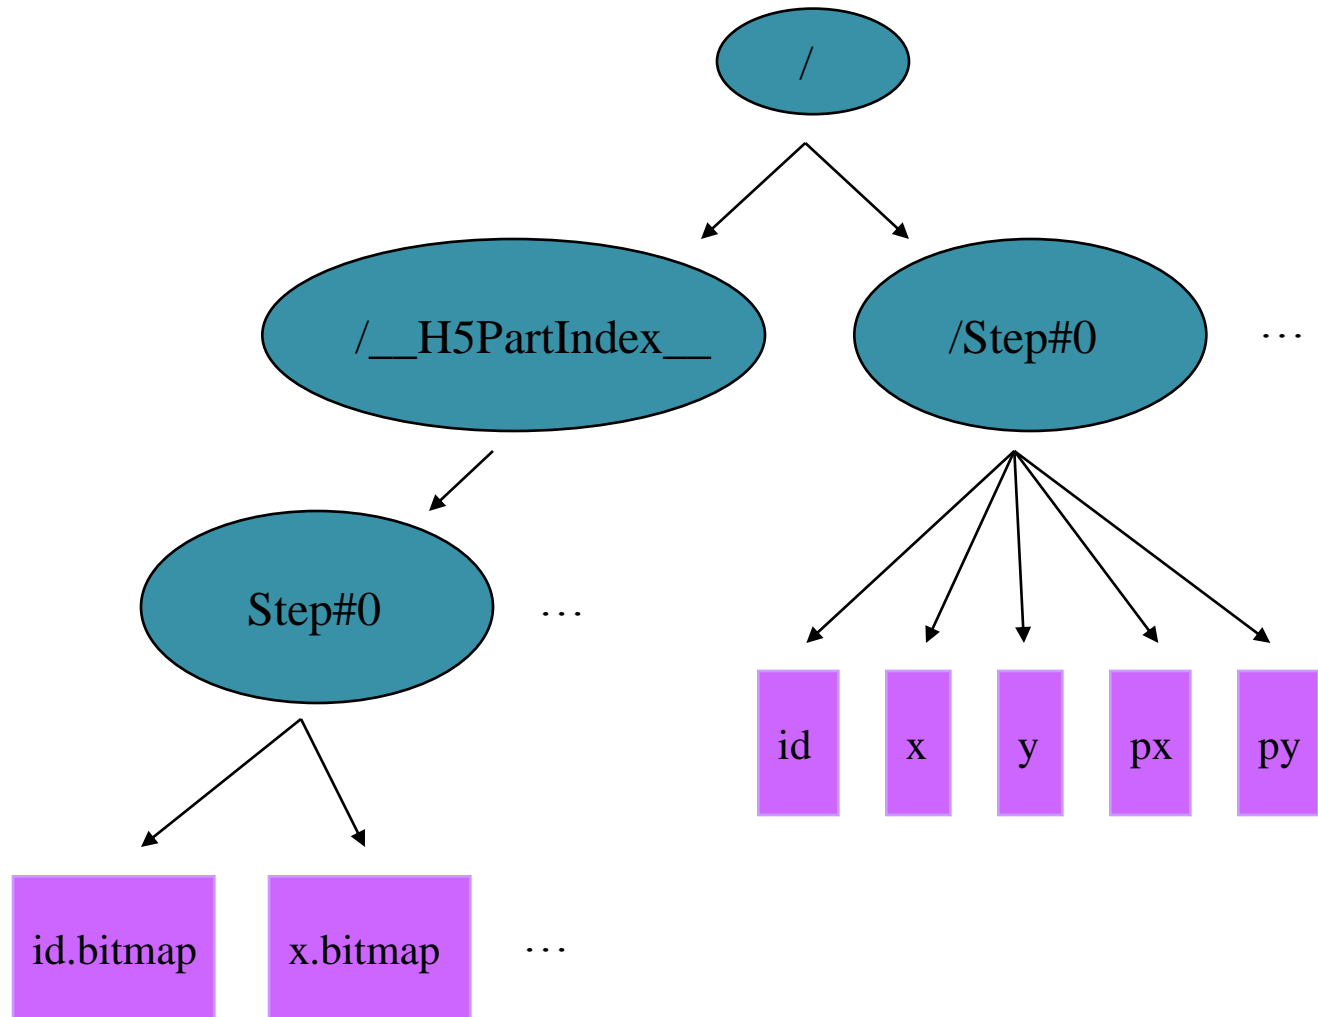 /
/__H5PartIndex__
/Step#0
...
Step#0
...
id
x
y
px
py
id.bitmap
x.bitmap
...